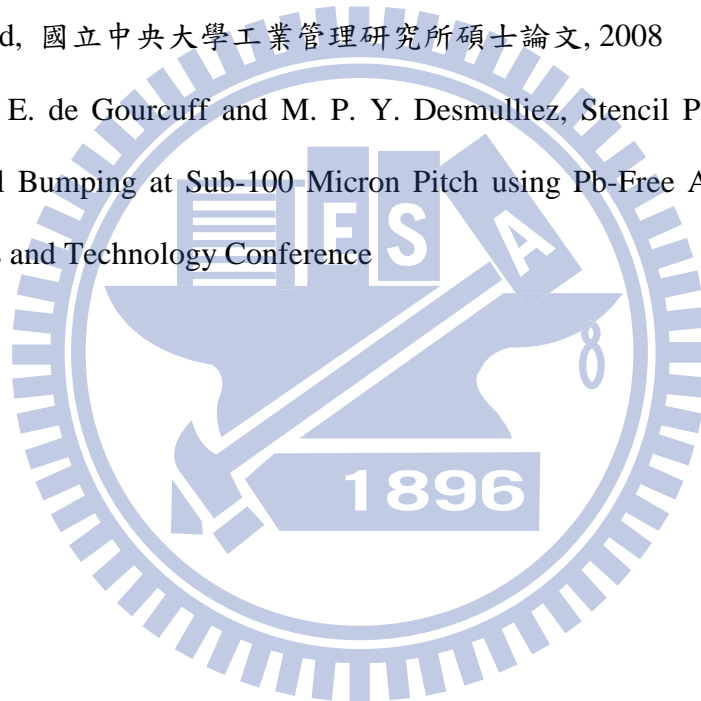 d, 國立中央大學工業管理研究所碩士論文, 2008
E. de Gourcuff and M. P. Y. Desmulliez, Stencil
l Bumping at Sub-100 Micron Pitch using Pb-Free
and Technology Conference
E S A
8
1896